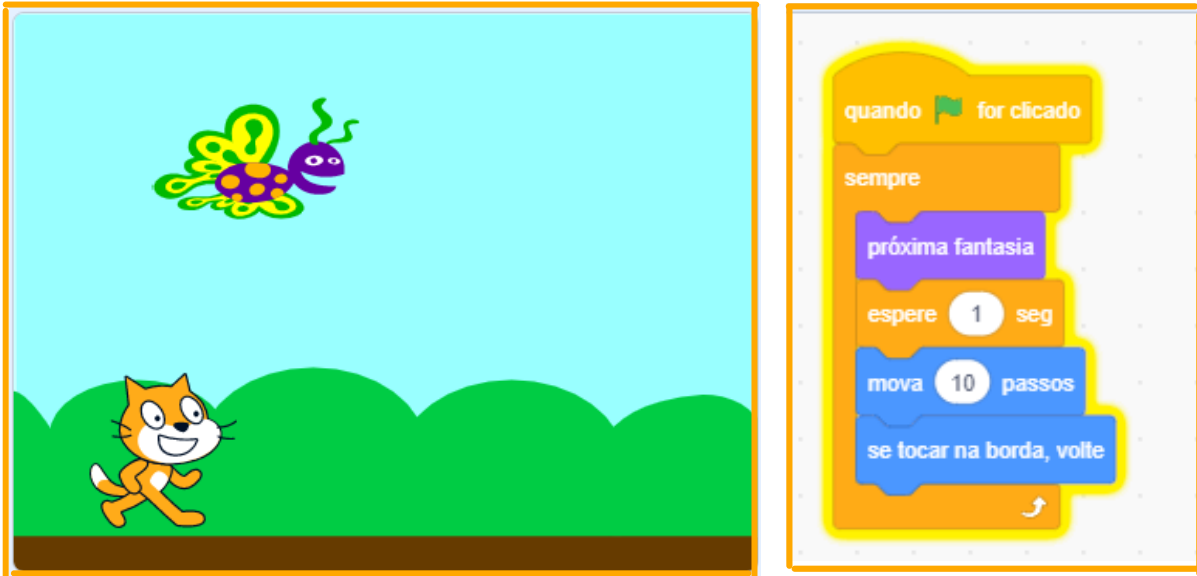 quando for clicado
sempre
próxima fantasia
espere 1 seg
mova 10 passos
se tocar na borda, volte